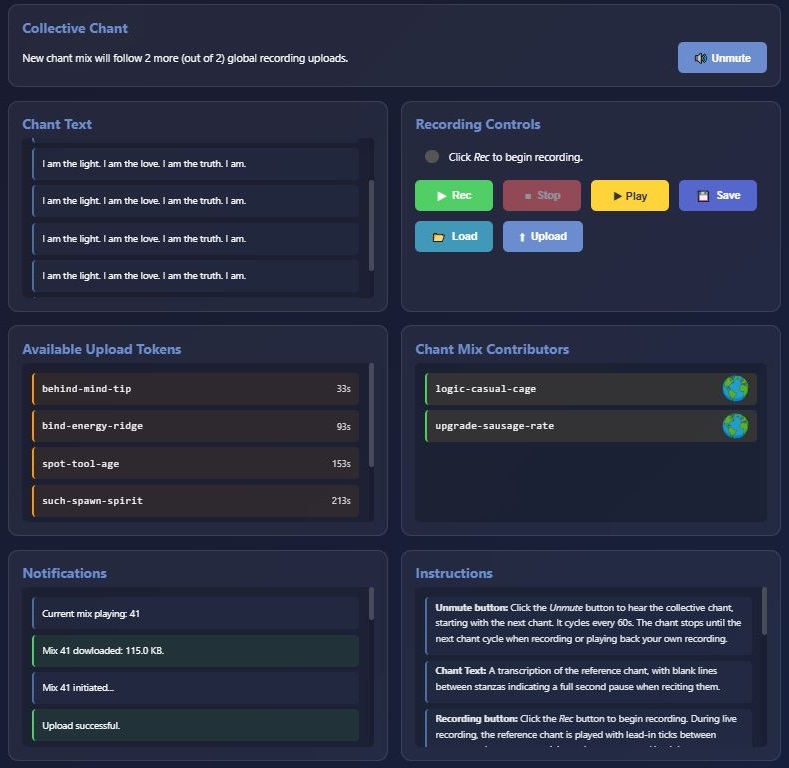 Collective Chant
New chant mix will follow 2 more (out of 2) global recording uploads.
Unmute
Chant Text
I am the light. I am the love. I am the truth. I am.
I am the light. I am the love. I am the truth. I am.
I am the light. I am the love. I am the truth. I am.
I am the light. I am the love. I am the truth. I am.
Recording Controls
Click Rec to begin recording.
Rec
Stop
Play
Save
Load
Upload
Available Upload Tokens
behind-mind-tip 33s
bind-energy-ridge 93s
spot-tool-age 153s
such-spawn-spirit 213s
Chant Mix Contributors
logic-casual-cage
upgrade-sausage-rate
Notifications
Current mix playing: 41
Mix 41 dowloaded: 115.0 KB.
Mix 41 initiated...
Upload successful.
Instructions
Unmute button: Click the Unmute button to hear the collective chant,
starting with the next chant. It cycles every 60s. The chant stops until the
next chant cycle when recording or playing back your own recording.
Chant Text: A transcription of the reference chant, with blank lines
between stanzas indicating a full second pause when reciting them.
Recording button: Click the Rec button to begin recording. During live
recording, the reference chant is played with lead-in ticks between